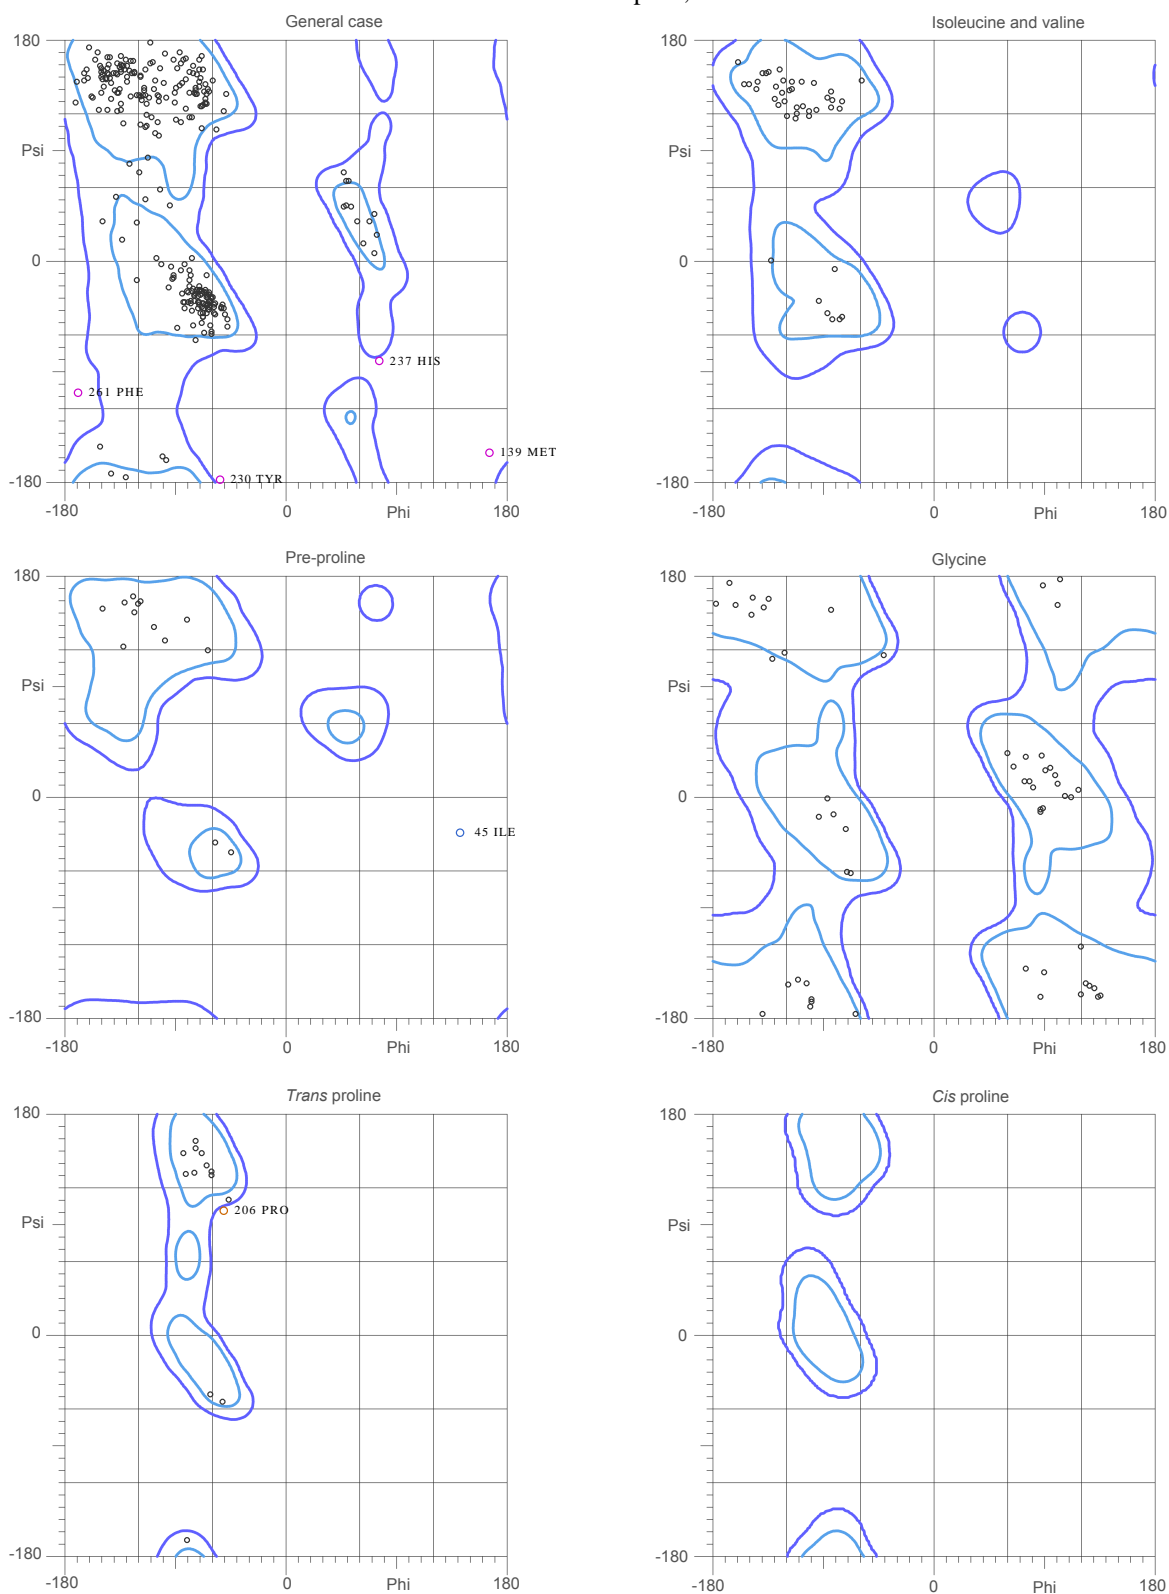 General case
180
Psi
0
-180
-180
0
Phi
180
237 HIS
261 PHE
139 MET
230 TYR
Isoleucine and valine
180
Psi
0
-180
-180
0
Phi
180
Pre-proline
180
Psi
0
-180
-180
0
Phi
180
45 ILE
Glycine
180
Psi
0
-180
-180
0
Phi
180
Trans proline
180
Psi
0
-180
-180
0
Phi
180
206 PRO
Cis proline
180
Psi
0
-180
-180
0
Phi
180